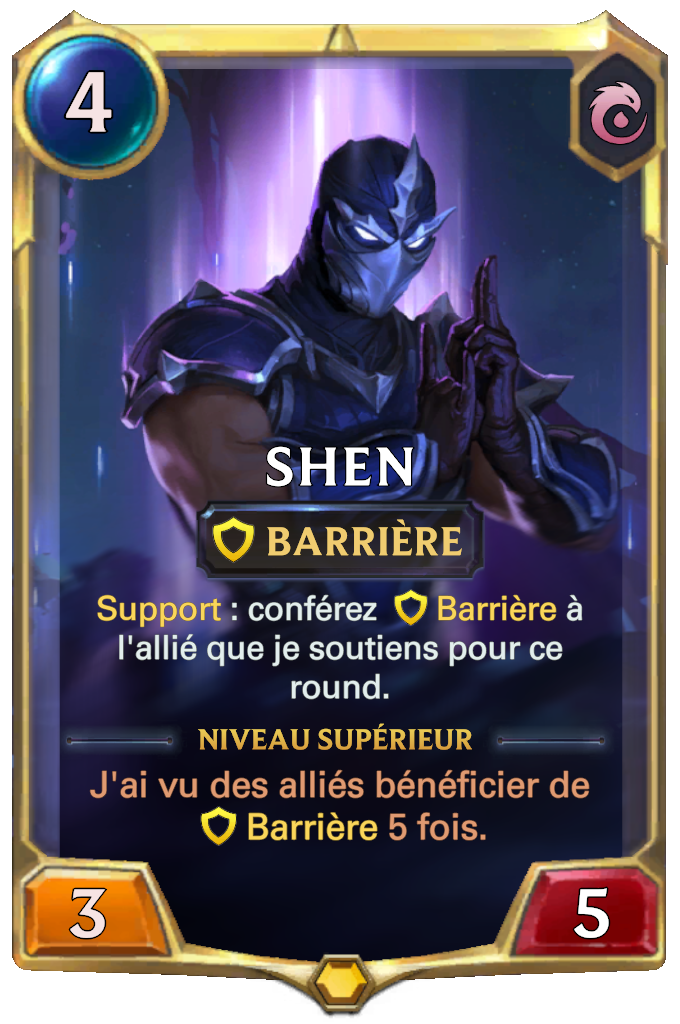 4
SHEN
BARRIÈRE
Support : conférez Barrière à
l'allié que je soutiens pour ce
round.
NIVEAU SUPÉRIEUR
J'ai vu des alliés bénéficier de
Barrière 5 fois.
3 5